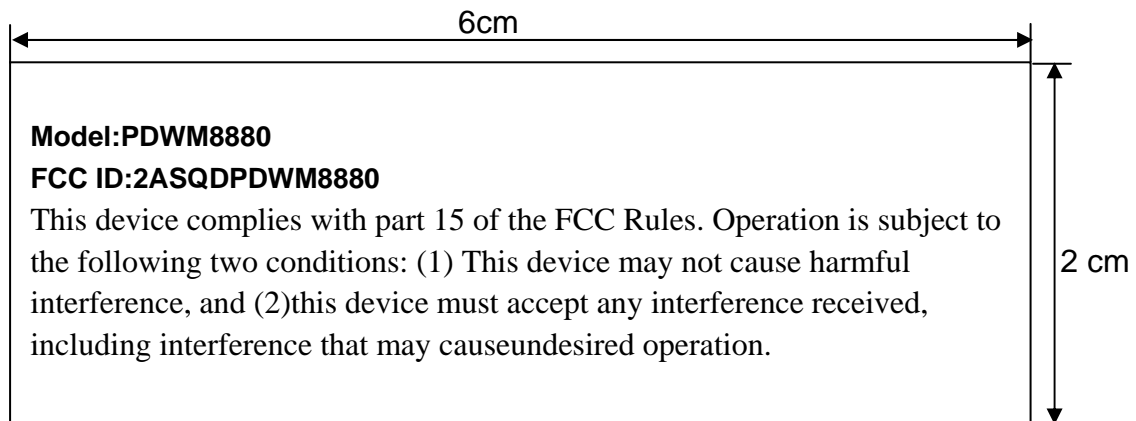 6cm
Model:PDWM8880
FCC ID:2ASQDPDWM8880
This device complies with part 15 of the FCC Rules. Operation is subject to
the following two conditions: (1) This device may not cause harmful
interference, and (2)this device must accept any interference received,
including interference that may causeundesired operation.
2 cm